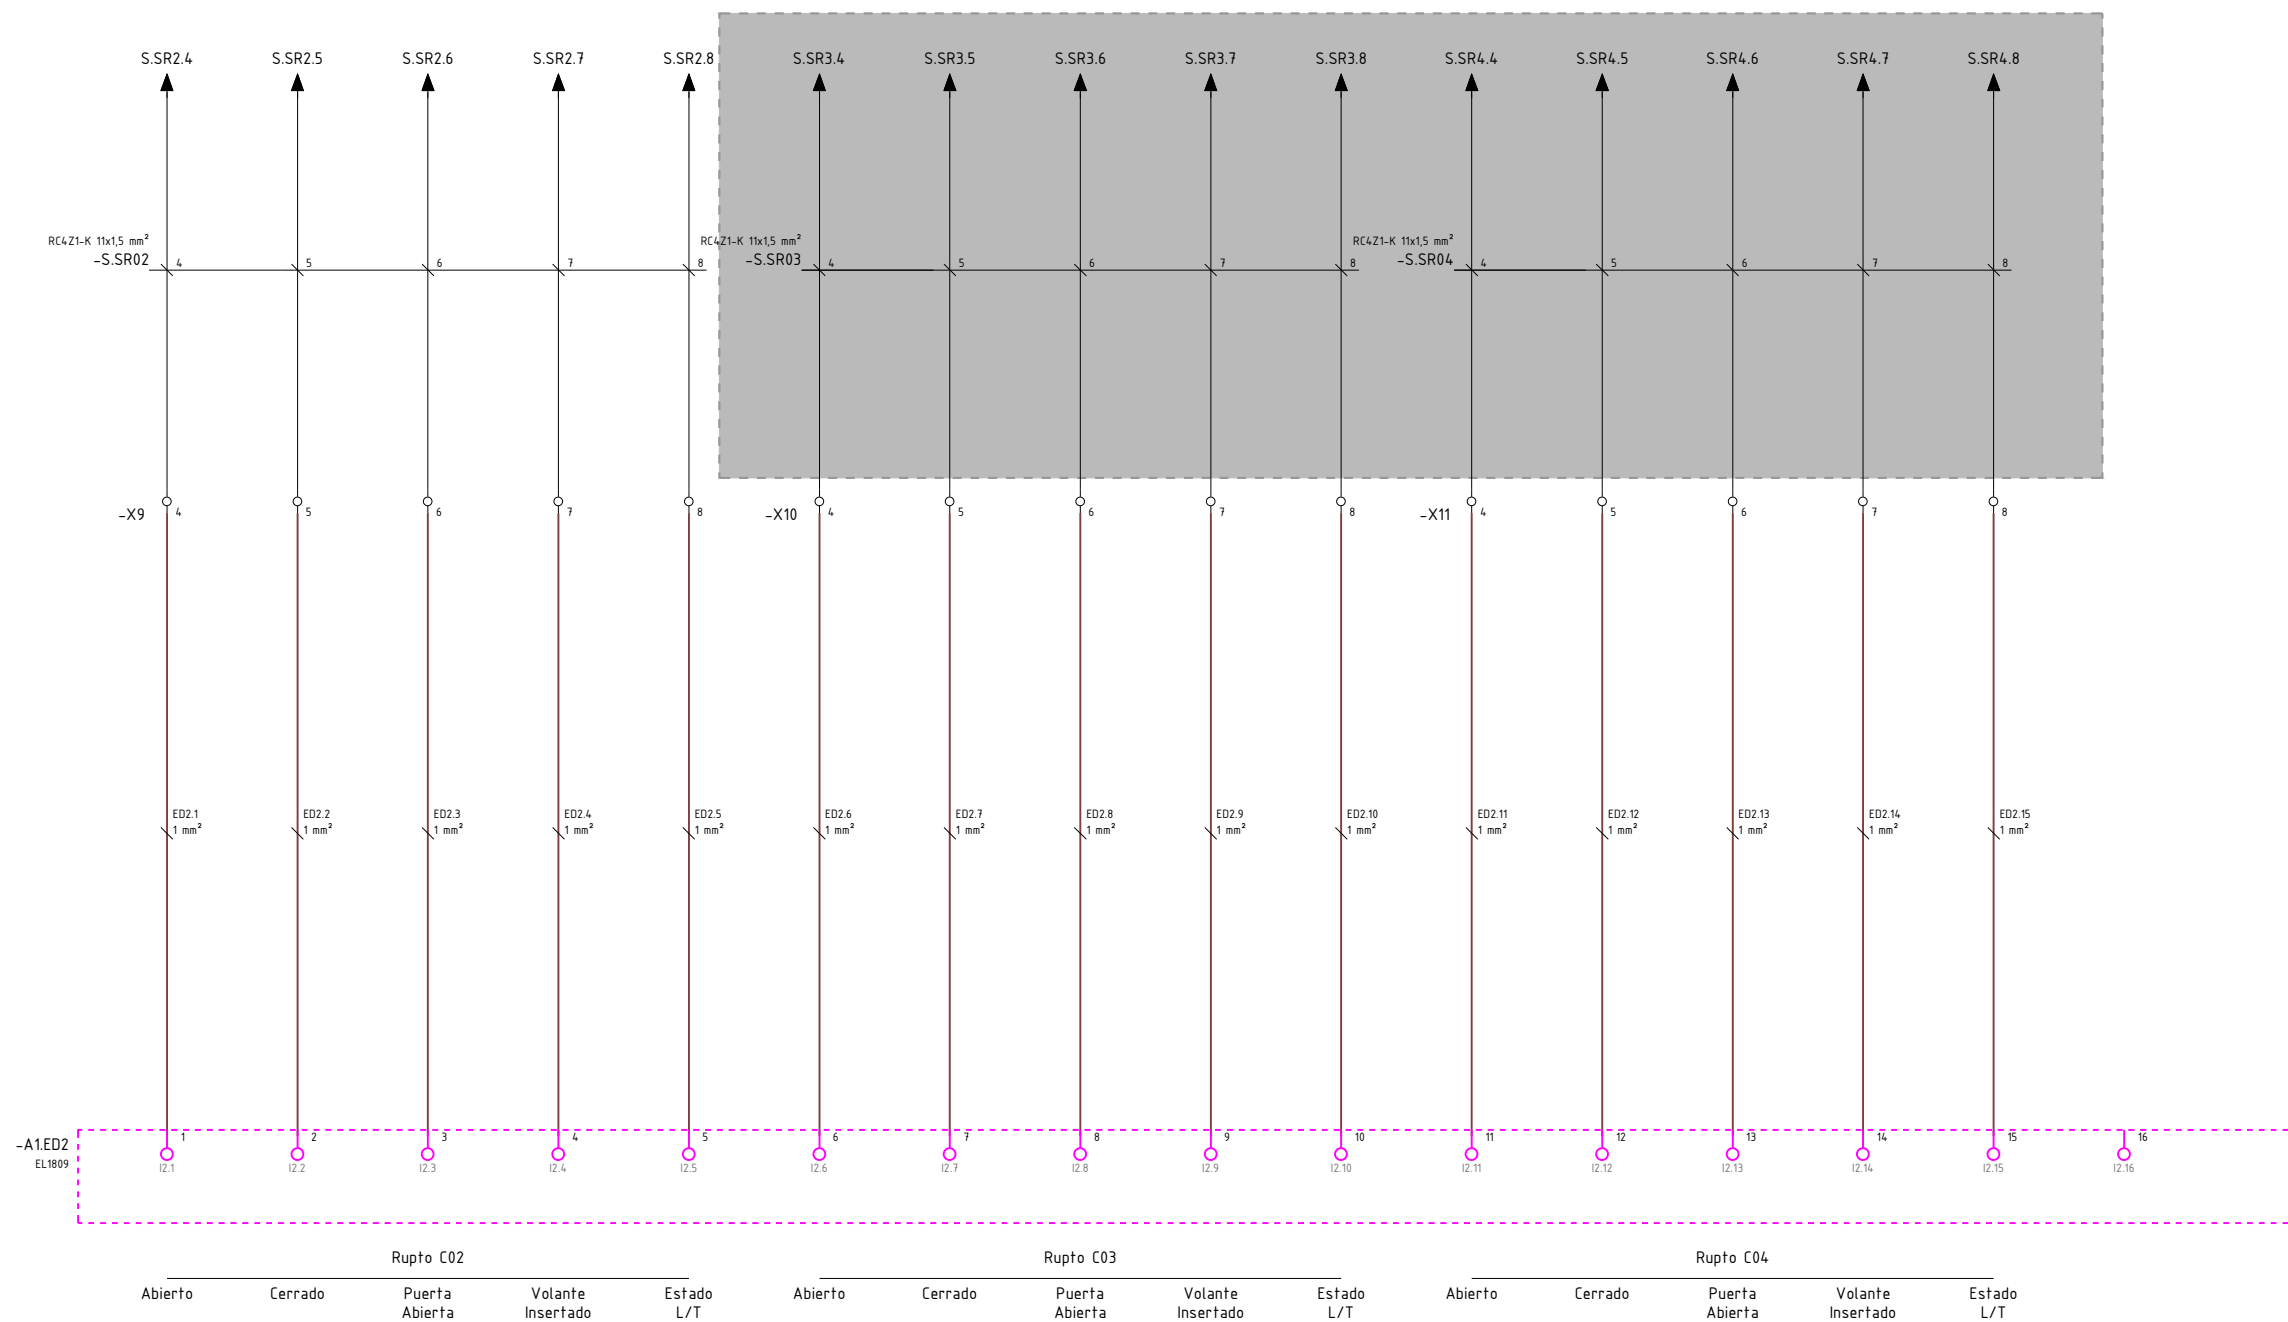 S.SR2.4 S.SR2.5 S.SR2.6 S.SR2.7 S.SR2.8 S.SR3.4 S.SR3.5 S.SR3.6 S.SR3.7 S.SR3.8 S.SR4.4 S.SR4.5 S.SR4.6 S.SR4.7 S.SR4.8
RC4Z1-K 11x1,5 mm² RC4Z1-K 11x1,5 mm² RC4Z1-K 11x1,5 mm²
-S.SR02 4 5 6 7 8 -S.SR03 4 5 6 7 8 -S.SR04 4 5 6 7 8
-X9 4 5 6 7 8 -X10 4 5 6 7 8 -X11 4 5 6 7 8
ED2.1 ED2.2 ED2.3 ED2.4 ED2.5 ED2.6 ED2.7 ED2.8 ED2.9 ED2.10 ED2.11 ED2.12 ED2.13 ED2.14 ED2.15
1 mm² 1 mm² 1 mm² 1 mm² 1 mm² 1 mm² 1 mm² 1 mm² 1 mm² 1 mm² 1 mm² 1 mm² 1 mm² 1 mm² 1 mm²
-A1.ED2 1 2 3 4 5 6 7 8 9 10 11 12 13 14 15 16
EL1809 I2.1 I2.2 I2.3 I2.4 I2.5 I2.6 I2.7 I2.8 I2.9 I2.10 I2.11 I2.12 I2.13 I2.14 I2.15 I2.16
Rupto C02 Rupto C03 Rupto C04
Abierto Cerrado Puerta Volante Estado Abierto Cerrado Puerta Volante Estado Abierto Cerrado Puerta Volante Estado
Abierta Insertado L/T Abierta Insertado L/T Abierta Insertado L/T